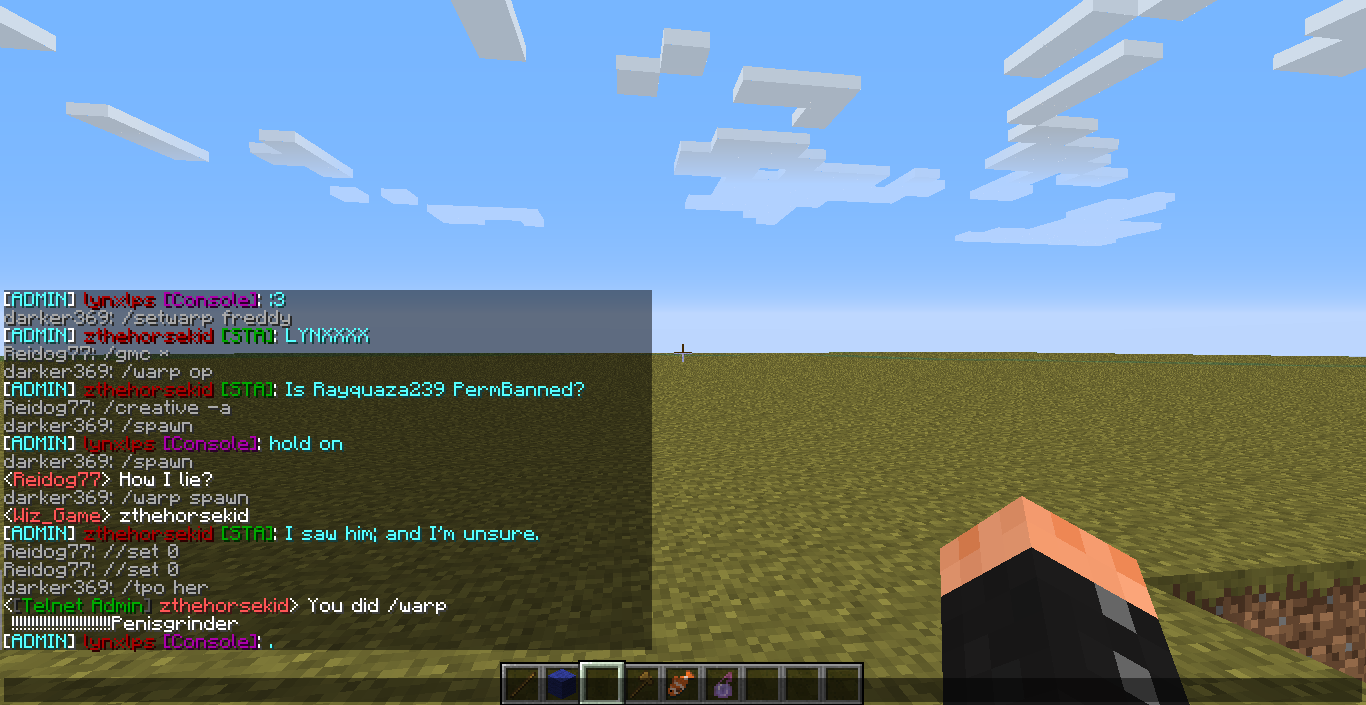 [ADMIN] lynxlps [Console]: :3
darker369: /setwarp freddy
[ADMIN] zthehorsekid [STA]: LYNXXXX
Reidog77: /gmc *
darker369: /warp op
[ADMIN] zthehorsekid [STA]: Is Rayquaza239 PermBanned?
Reidog77: /creative -a
darker369: /spawn
[ADMIN] lynxlps [Console]: hold on
darker369: /spawn
<Reidog77> How I lie?
darker369: /warp spawn
<Wiz_Game> zthehorsekid
[ADMIN] zthehorsekid [STA]: I saw him; and I'm unsure.
Reidog77: //set 0
Reidog77: //set 0
darker369: /tpo her
<[Telnet Admin] zthehorsekid> You did /warp
!!!!!!!!!!!!!!!!!!!!!!!!!Penisgrinder
[ADMIN] lynxlps [Console]: .